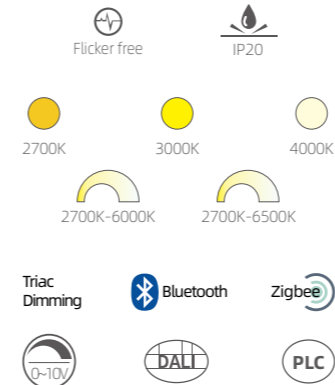 Flicker free
IP20
2700K
3000K
4000K
2700K-6000K
2700K-6500K
Triac
Dimming
Bluetooth
Zigbee
0~10V
DALI
PLC